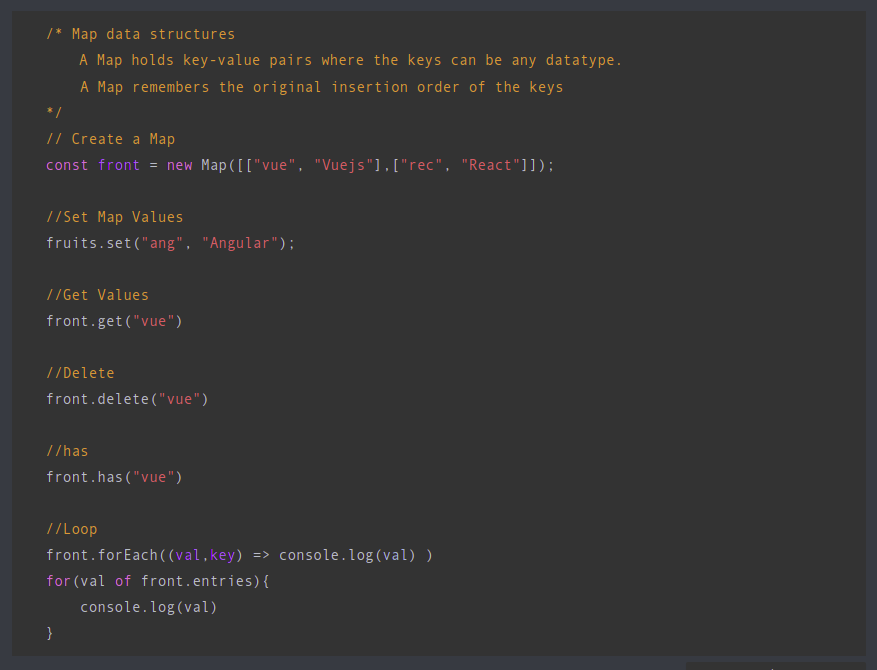 /* Map data structures
A Map holds key-value pairs where the keys can be any datatype.
A Map remembers the original insertion order of the keys
*/
// Create a Map
const front = new Map([["vue", "Vuejs"],["rec", "React"]]);
//Set Map Values
fruits.set("ang", "Angular");
//Get Values
front.get("vue")
//Delete
front.delete("vue")
//has
front.has("vue")
//Loop
front.forEach((val,key) => console.log(val) )
for(val of front.entries){
console.log(val)
}